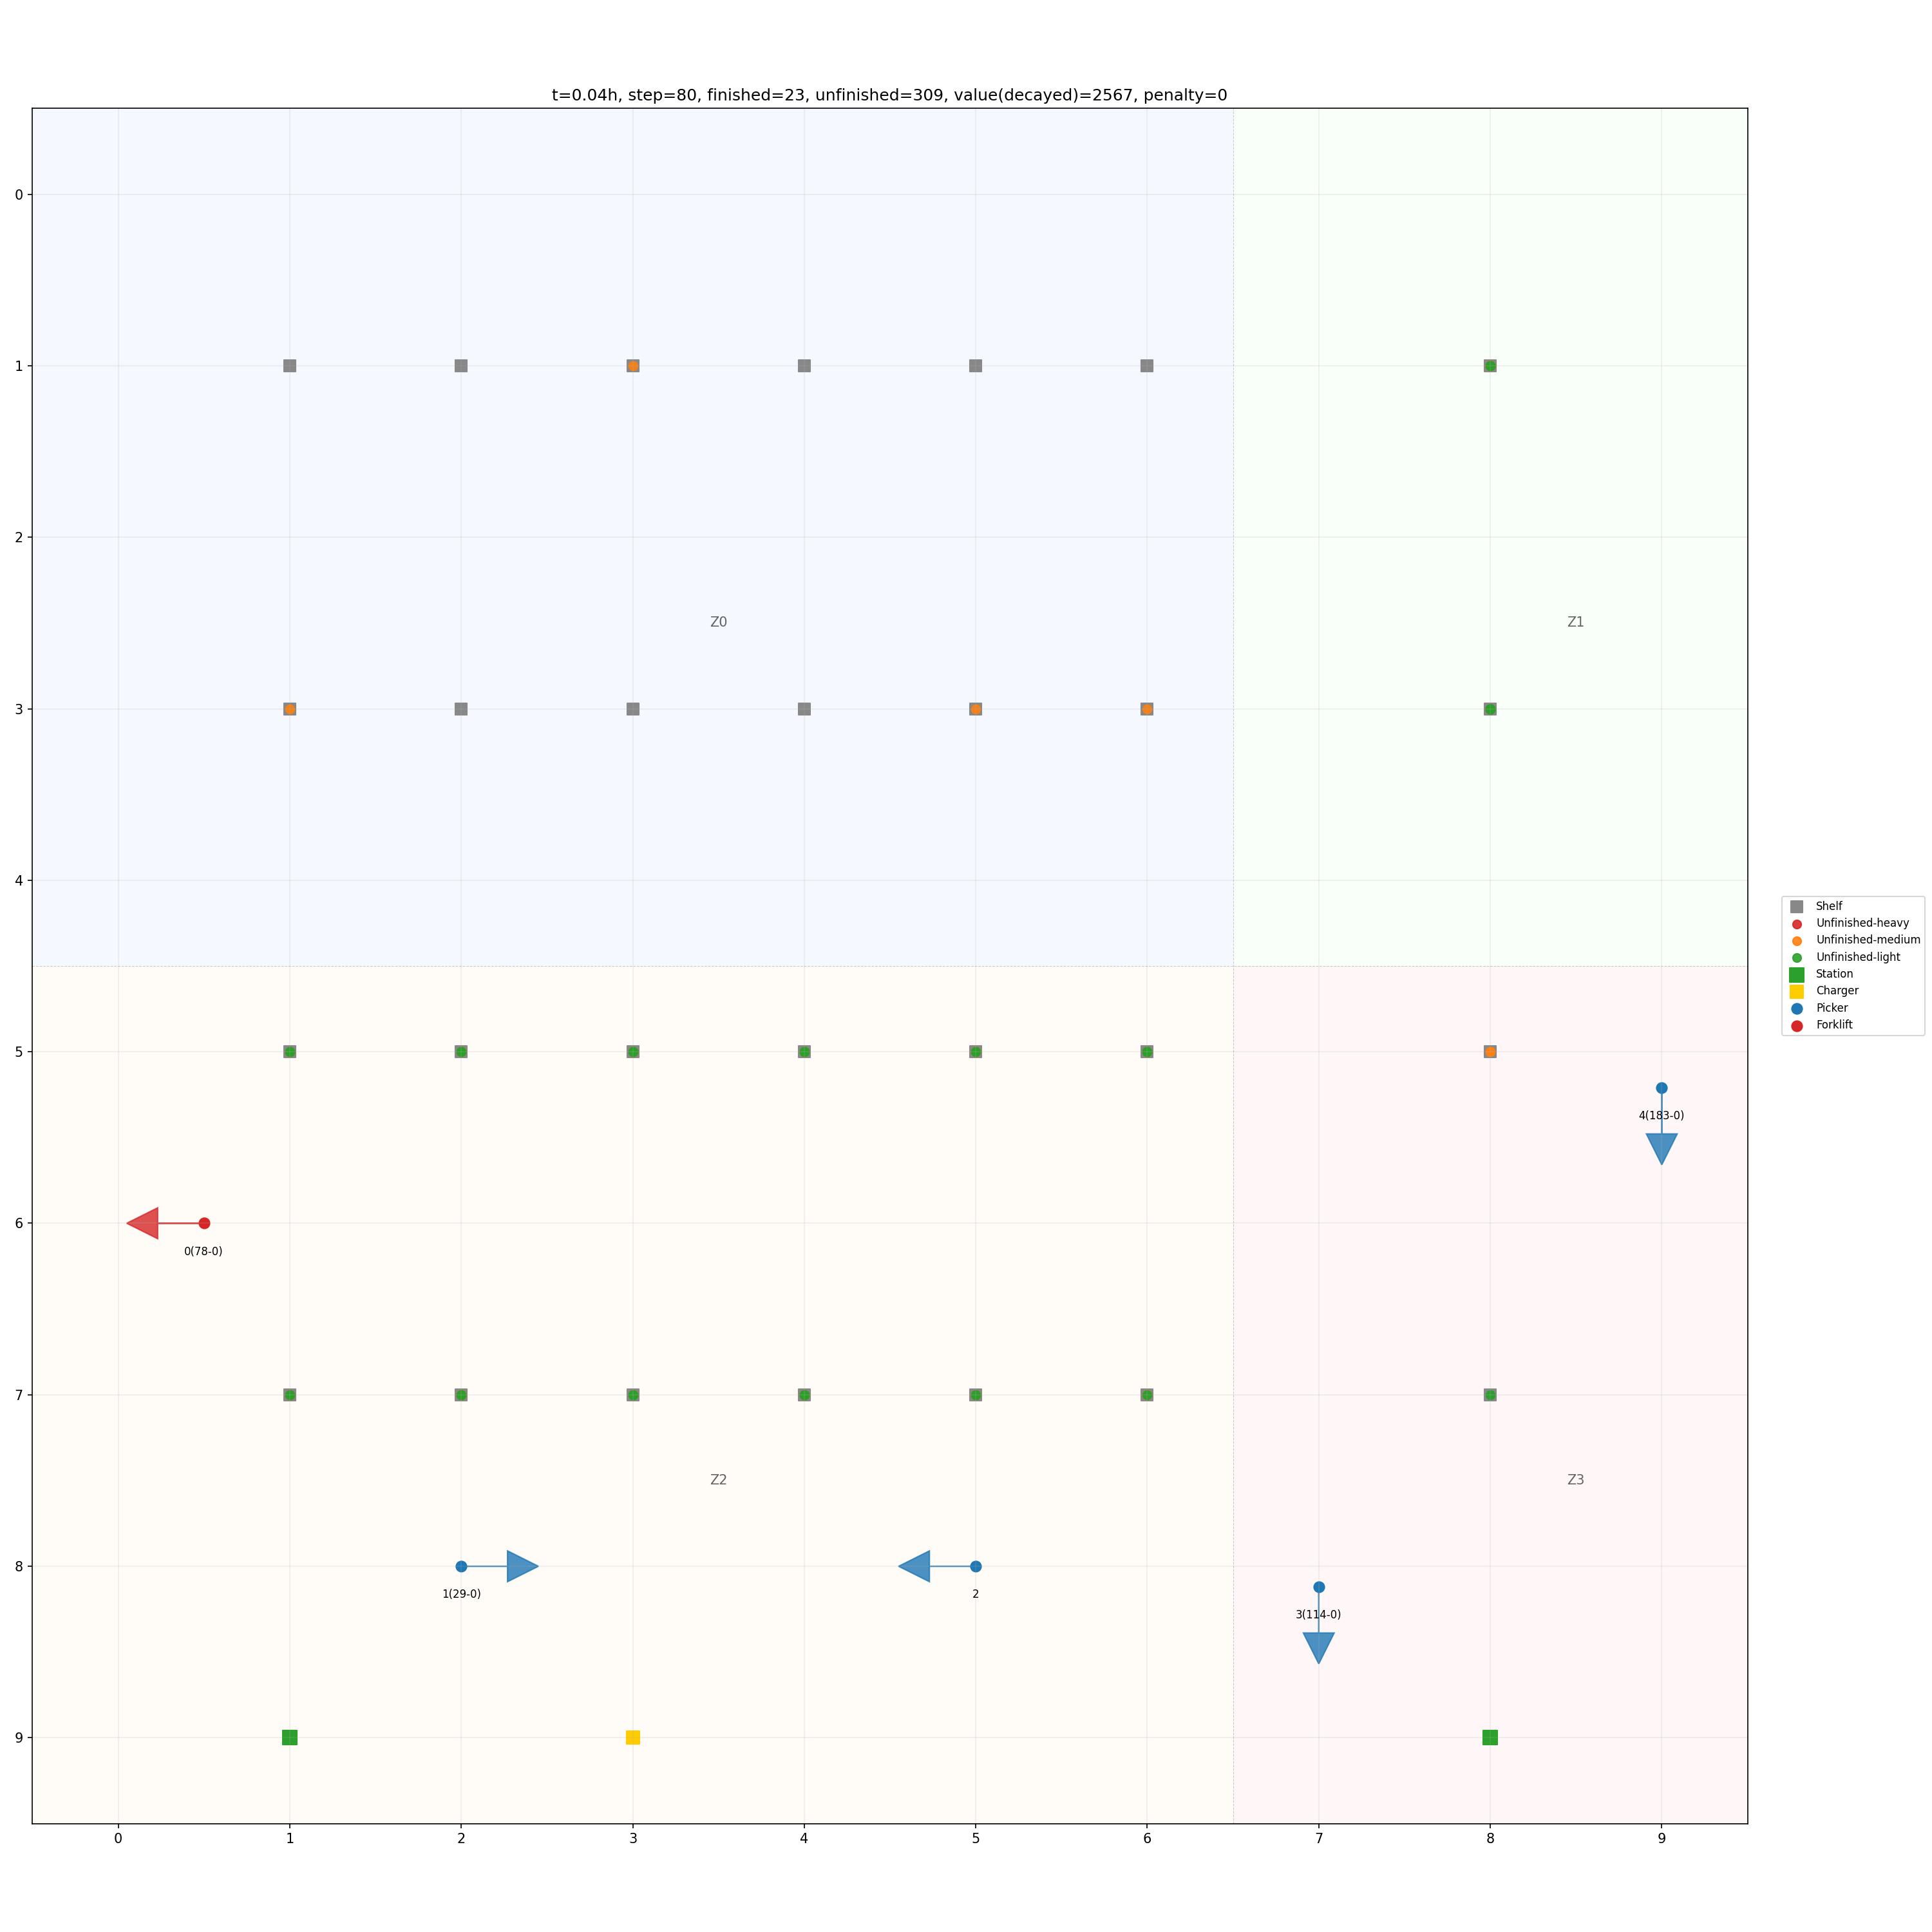 t=0.04h, step=80, finished=23, unfinished=309, value(decayed)=2567, penalty=0
0
1
2
Z0
Z1
3
4
Shelf
Unfinished-heavy
Unfinished-medium
Unfinished-light
Station
Charger
Picker
Forklift
5
4(183-0)
6
0(78-0)
7
Z2
Z3
8
1(29-0)
2
3(114-0)
9
0
1
2
3
4
5
6
7
8
9